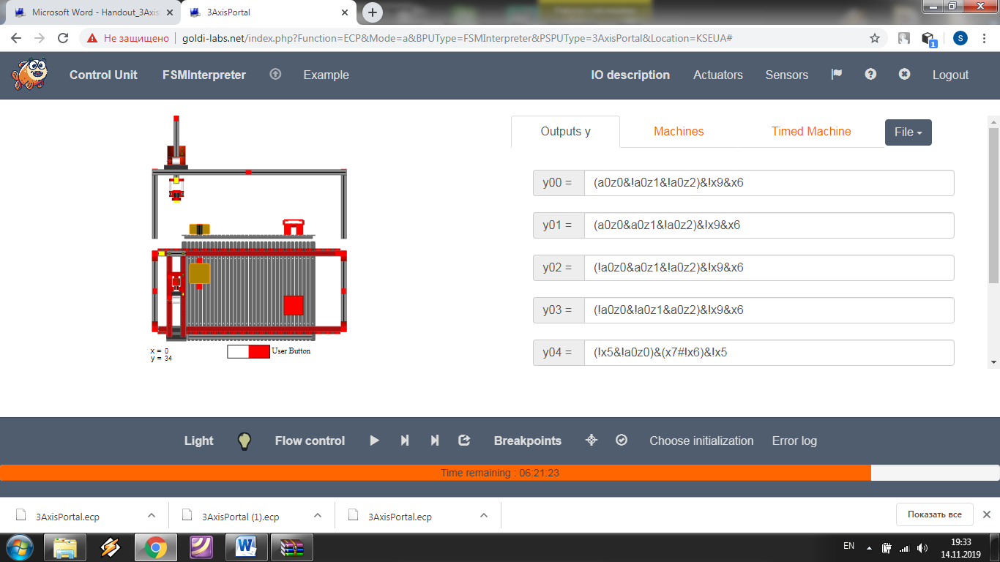 Microsoft Word - Handout_3Axis
3AxisPortal
Не защищено
goldi-labs.net/index.php?Function=ECP&Mode=a&BPUType=FSMInterpreter&PSPUType=3AxisPortal&Location=KSEUA#
S
1
Control Unit
FSMInterpreter
Example
IO description
Actuators
Sensors
Logout
Outputs y
Machines
Timed Machine
File
y00 = (a0z0&!a0z1&!a0z2)&!x9&x6
y01 = (a0z0&a0z1&!a0z2)&!x9&x6
y02 = (!a0z0&a0z1&!a0z2)&!x9&x6
y03 = (!a0z0&!a0z1&a0z2)&!x9&x6
y04 = (!x5&!a0z0)&(x7#!x6)&!x5
x = 0
y = 34
User Button
Light
Flow control
Breakpoints
Choose initialization
Error log
Time remaining : 06:21:23
3AxisPortal.ecp
3AxisPortal (1).ecp
3AxisPortal.ecp
Показать все
EN
19:33
14.11.2019